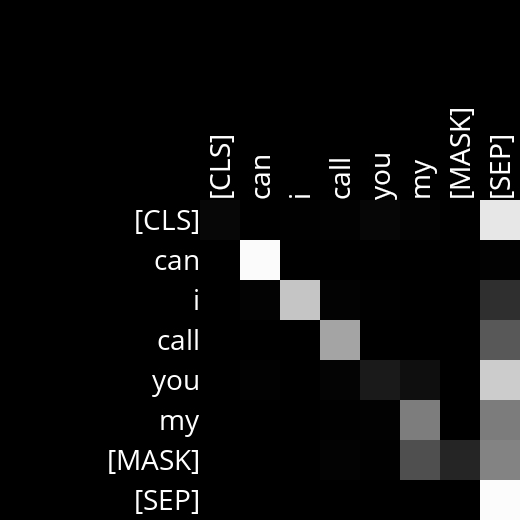 [CLS] can i call you my [MASK] [SEP]
[CLS]
can
i
call
you
my
[MASK]
[SEP]